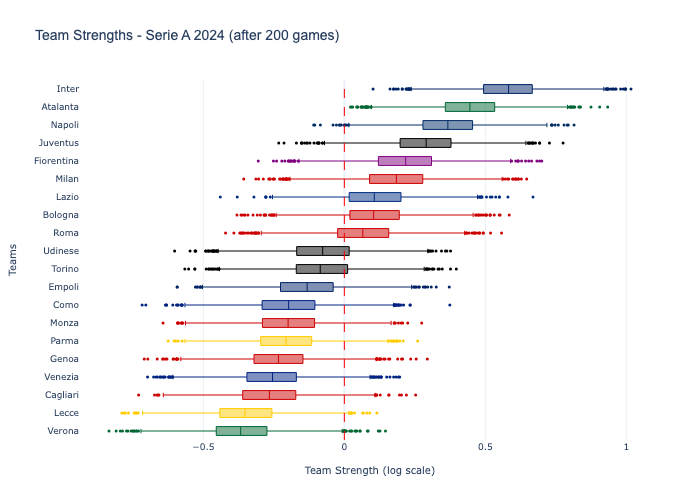 Team Strengths - Serie A 2024 (after 200 games)
Inter
Atalanta
Napoli
Juventus
Fiorentina
Milan
Lazio
Bologna
Roma
Udinese
Torino
Empoli
Como
Monza
Parma
Genoa
Venezia
Cagliari
Lecce
Verona
Teams
−0.5 0 0.5 1
Team Strength (log scale)